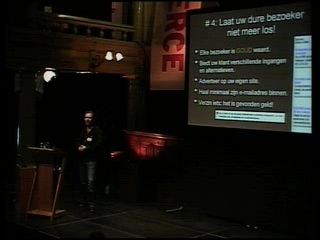 # 4: Laat uw dure bezoeker
niet meer los!
Elke bezoeker is GOUD waard.
Biedt uw klant verschillende ingangen
en alternatieven.
Adverteer op uw eigen site.
Haal minimaal zijn e-mailadres binnen.
Verzin iets: het is gevonden geld!
ERCE